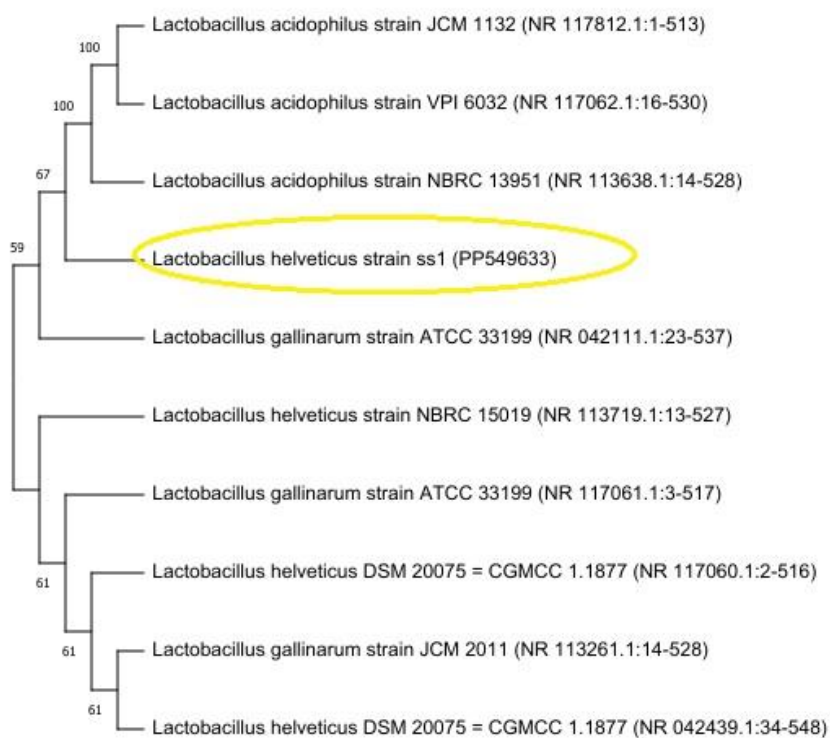 Lactobacillus acidophilus strain JCM 1132 (NR 117812.1:1-513)
100
Lactobacillus acidophilus strain VPI 6032 (NR 117062.1:16-530)
100
67
Lactobacillus acidophilus strain NBRC 13951 (NR 113638.1:14-528)
59
Lactobacillus helveticus strain ss1 (PP549633)
Lactobacillus gallinarum strain ATCC 33199 (NR 042111.1:23-537)
Lactobacillus helveticus strain NBRC 15019 (NR 113719.1:13-527)
Lactobacillus gallinarum strain ATCC 33199 (NR 117061.1:3-517)
Lactobacillus helveticus DSM 20075 = CGMCC 1.1877 (NR 117060.1:2-516)
61
Lactobacillus gallinarum strain JCM 2011 (NR 113261.1:14-528)
61
61
Lactobacillus helveticus DSM 20075 = CGMCC 1.1877 (NR 042439.1:34-548)